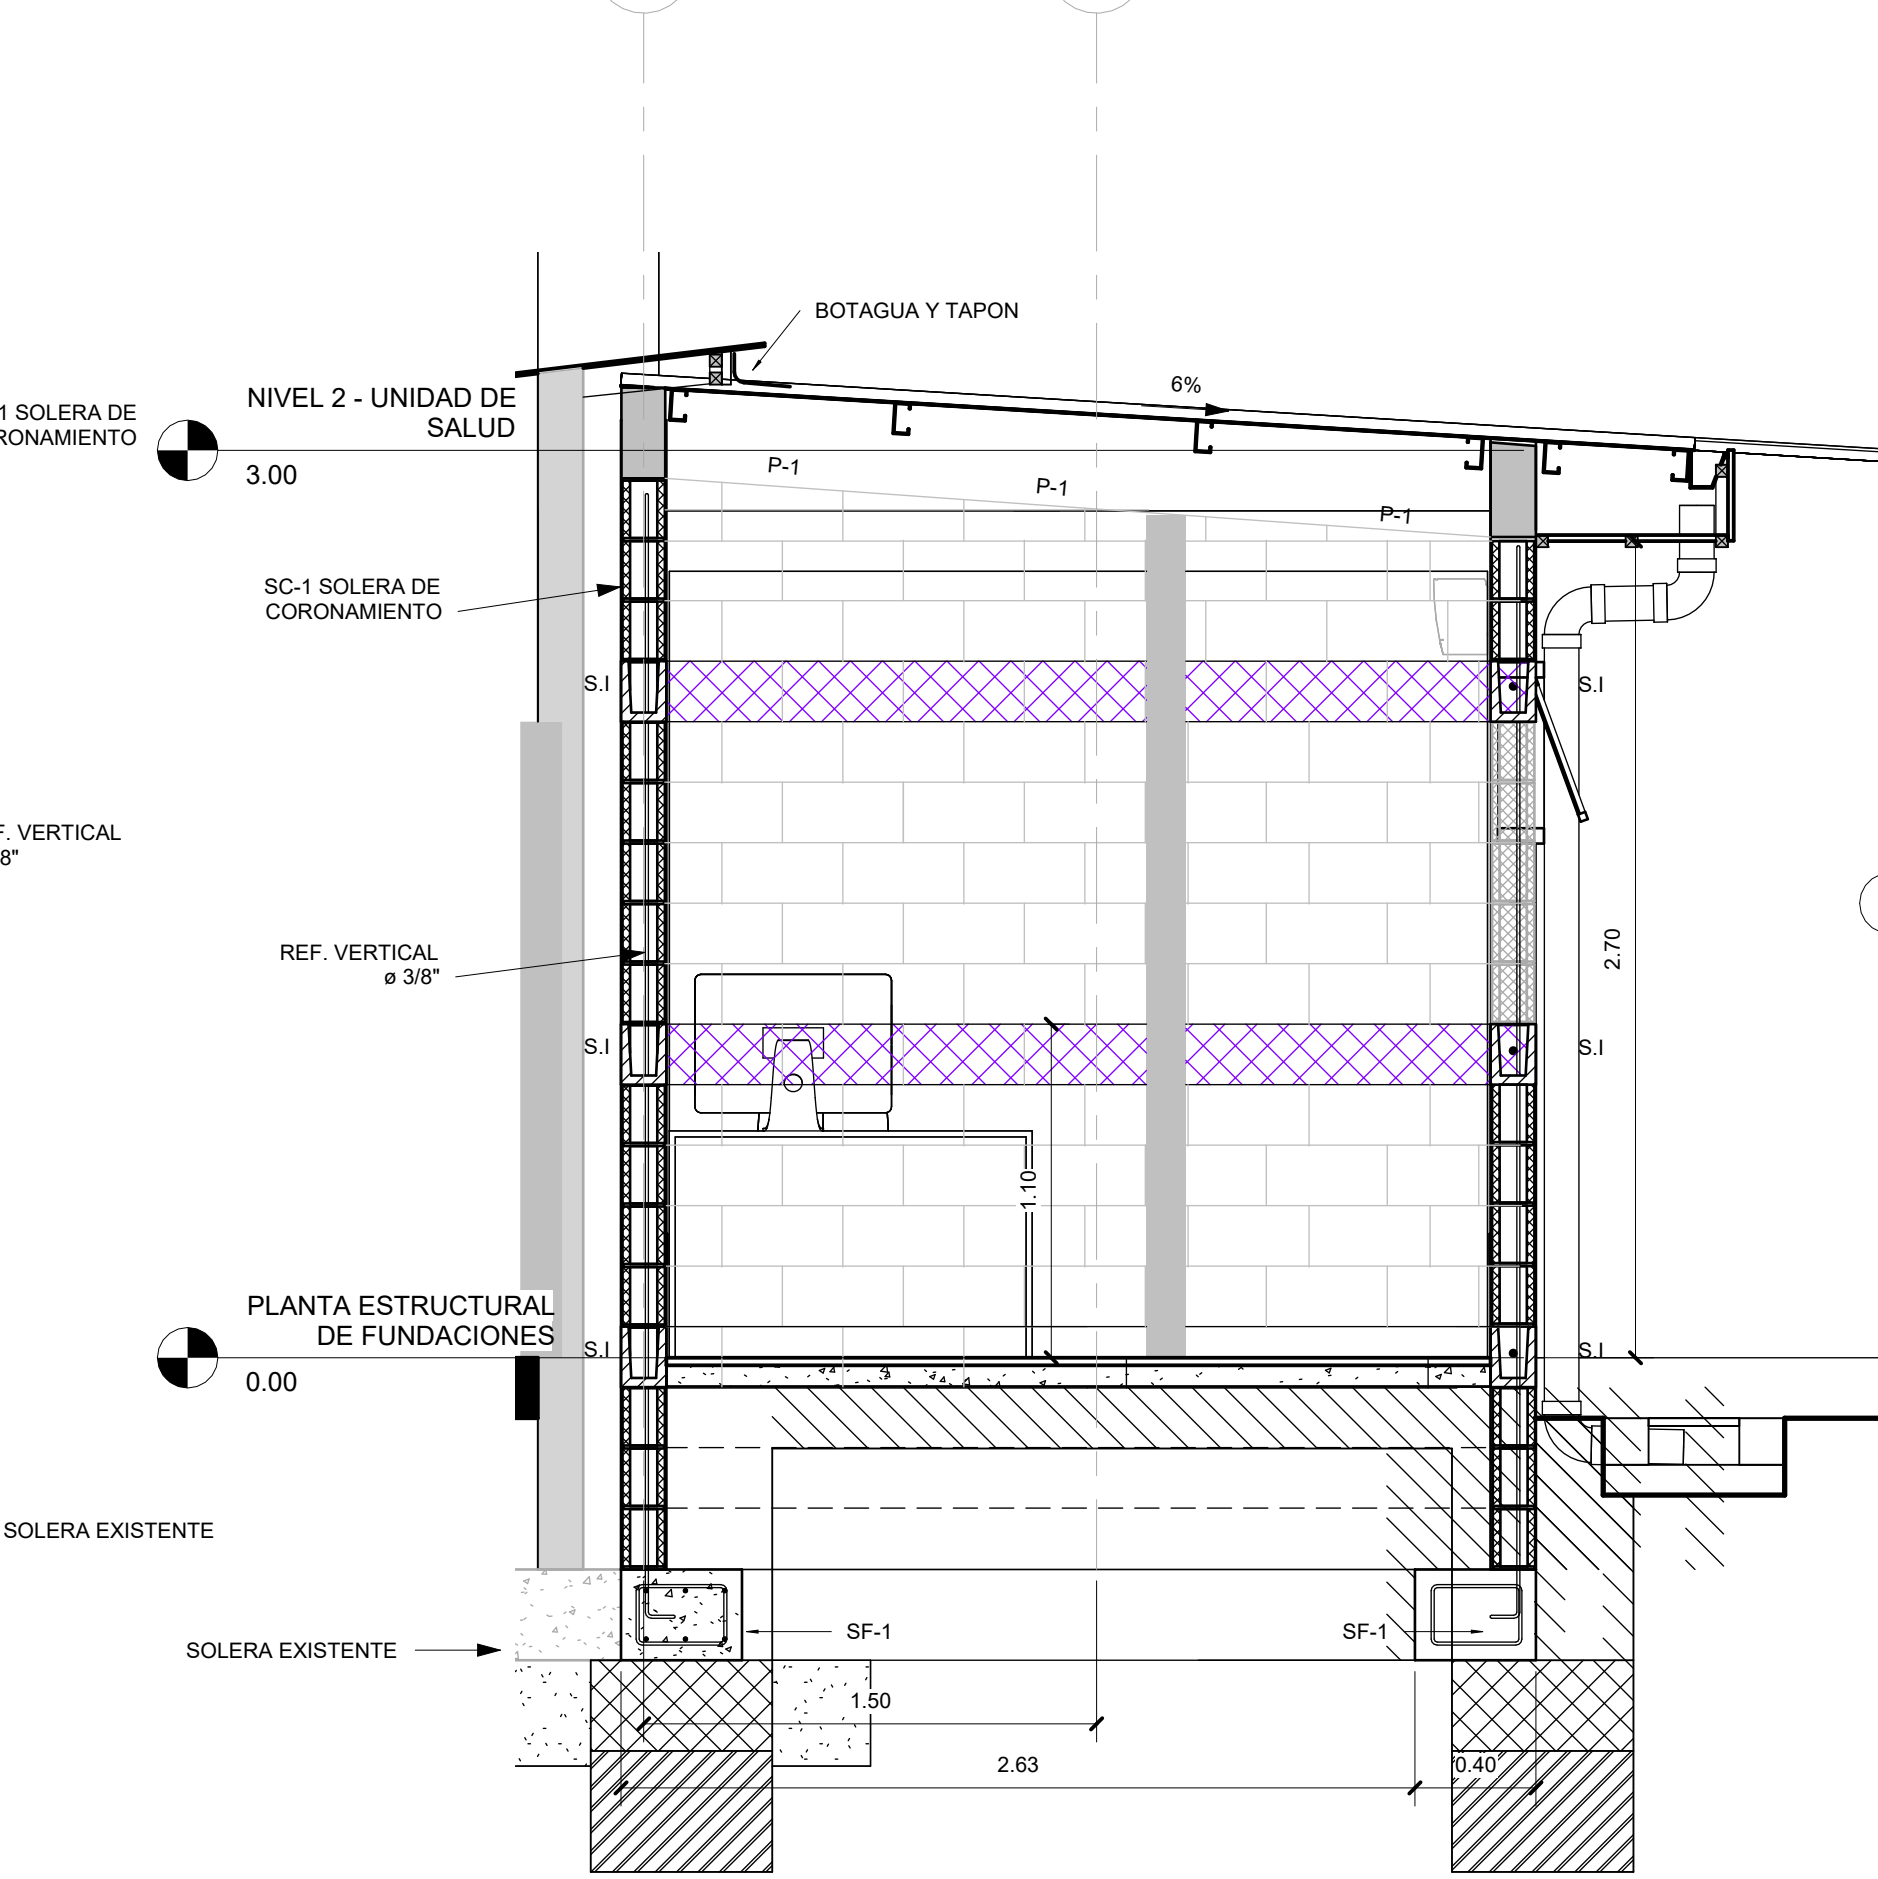 BOTAGUA Y TAPON
6%
NIVEL 2 - UNIDAD DE
SALUD
3.00
1 SOLERA DE
RONAMIENTO
P-1
P-1
P-1
SC-1 SOLERA DE
CORONAMIENTO
S.I
S.I
F. VERTICAL
8"
REF. VERTICAL
ø 3/8"
2.70
S.I
S.I
1.10
PLANTA ESTRUCTURAL
DE FUNDACIONES
0.00
S.I
S.I
SOLERA EXISTENTE
SOLERA EXISTENTE
SF-1
SF-1
1.50
2.63
0.40